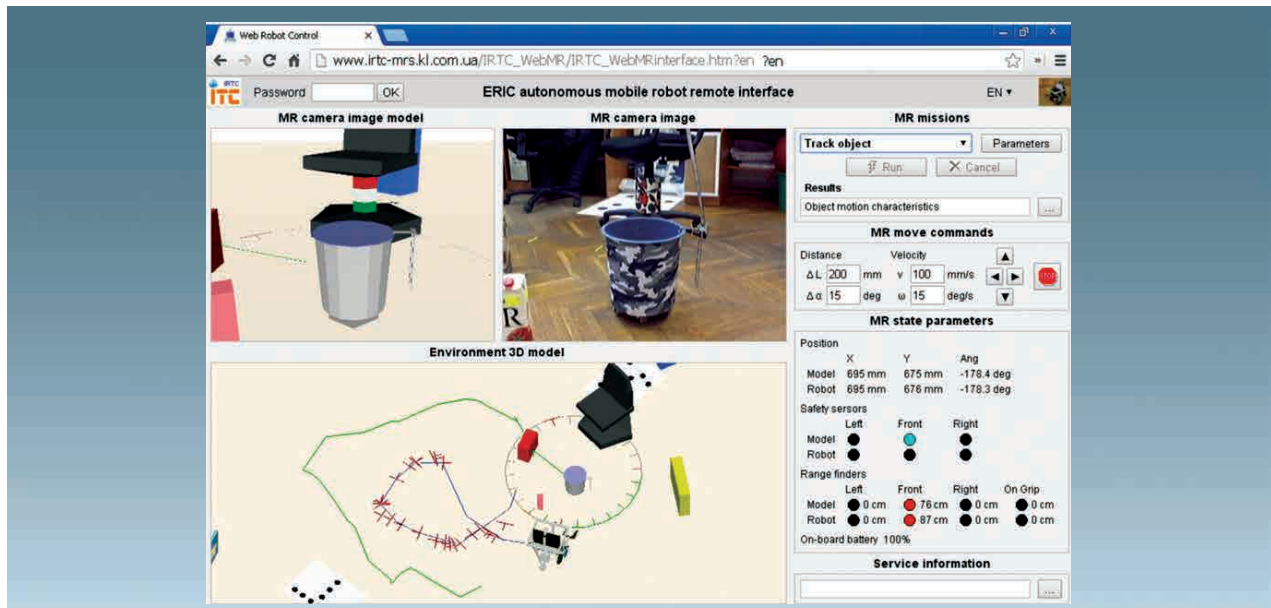 Web Robot Control
www.irtc-mrs.kl.com.ua/IRTC_WebMR/IRTC_WebMRinterface.htm?en ?en
IRTC
ITC
Password OK ERIC autonomous mobile robot remote interface EN
MR camera image model MR camera image MR missions
Track object Parameters
Run Cancel
Results
Object motion characteristics ...
MR move commands
Distance Velocity
Δ L 200 mm v 100 mm/s STOP
Δ α 15 deg ω 15 deg/s
R
MR state parameters
Environment 3D model
Position
X Y Ang
Model 695 mm 675 mm -178.4 deg
Robot 695 mm 676 mm -178.3 deg
Safety sersors
Left Front Right
Model
Robot
Range finders
Left Front Right On Grip
Model 0 cm 76 cm 0 cm 0 cm
Robot 0 cm 87 cm 0 cm 0 cm
On-board battery 100%
Service information
...